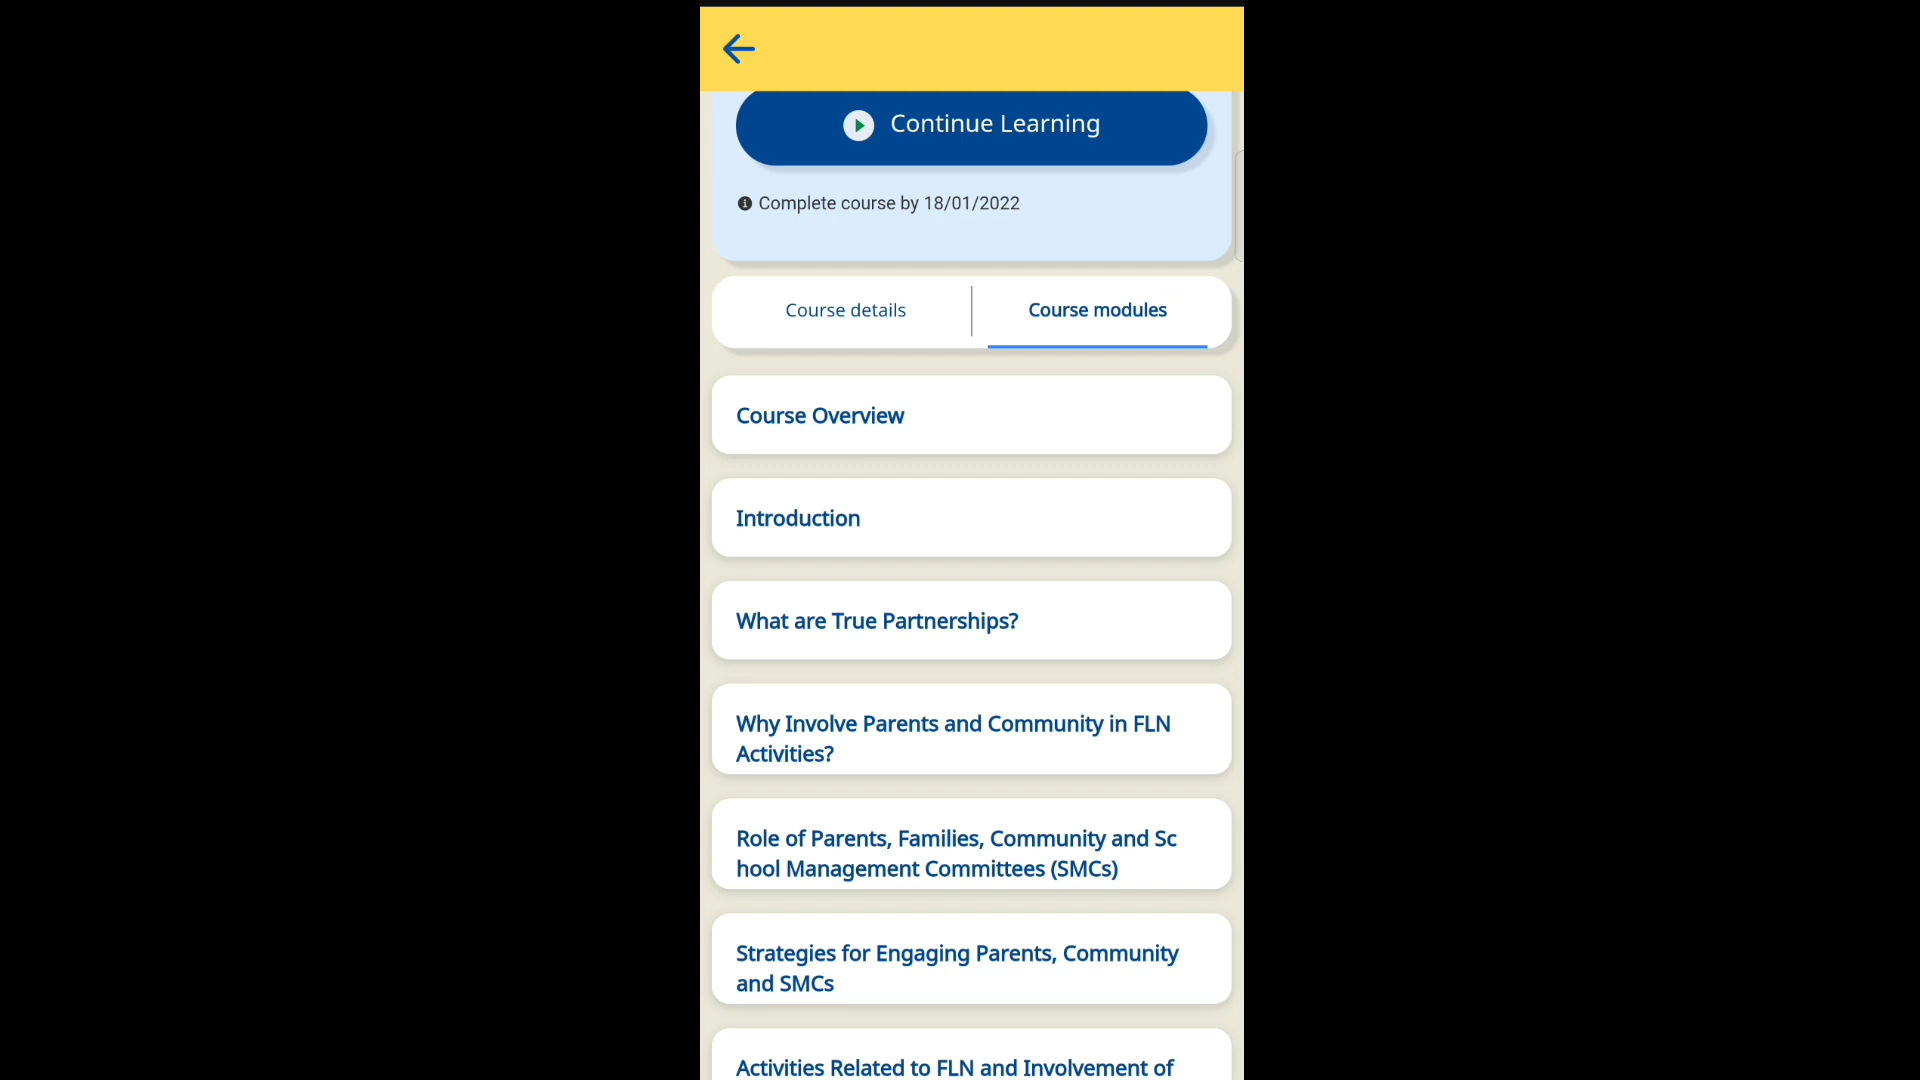 Continue Learning
Complete course by 18/01/2022
Course details
Course modules
Course Overview
Introduction
What are True Partnerships?
Why Involve Parents and Community in FLN
Activities?
Role of Parents, Families, Community and Sc
hool Management Committees (SMCs)
Strategies for Engaging Parents, Community
and SMCs
Activities Related to FLN and Involvement of